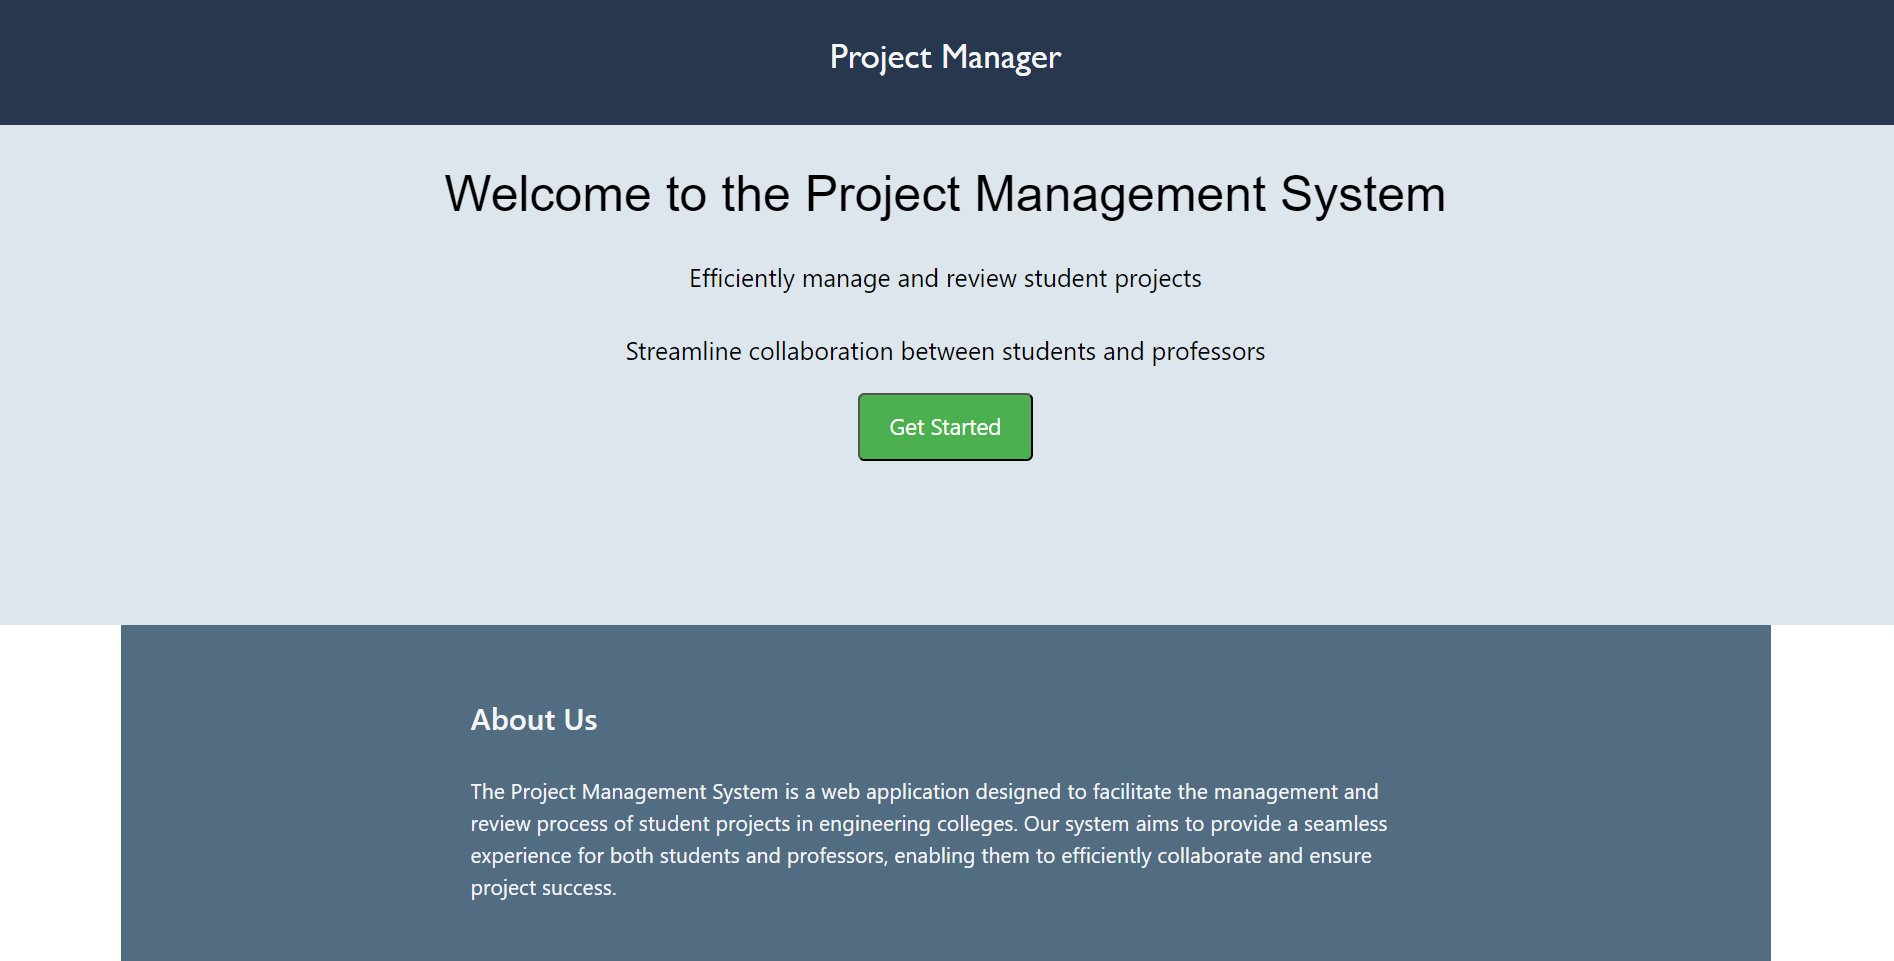 Project Manager
Welcome to the Project Management System
Efficiently manage and review student projects
Streamline collaboration between students and professors
Get Started
About Us
The Project Management System is a web application designed to facilitate the management and
review process of student projects in engineering colleges. Our system aims to provide a seamless
experience for both students and professors, enabling them to efficiently collaborate and ensure
project success.